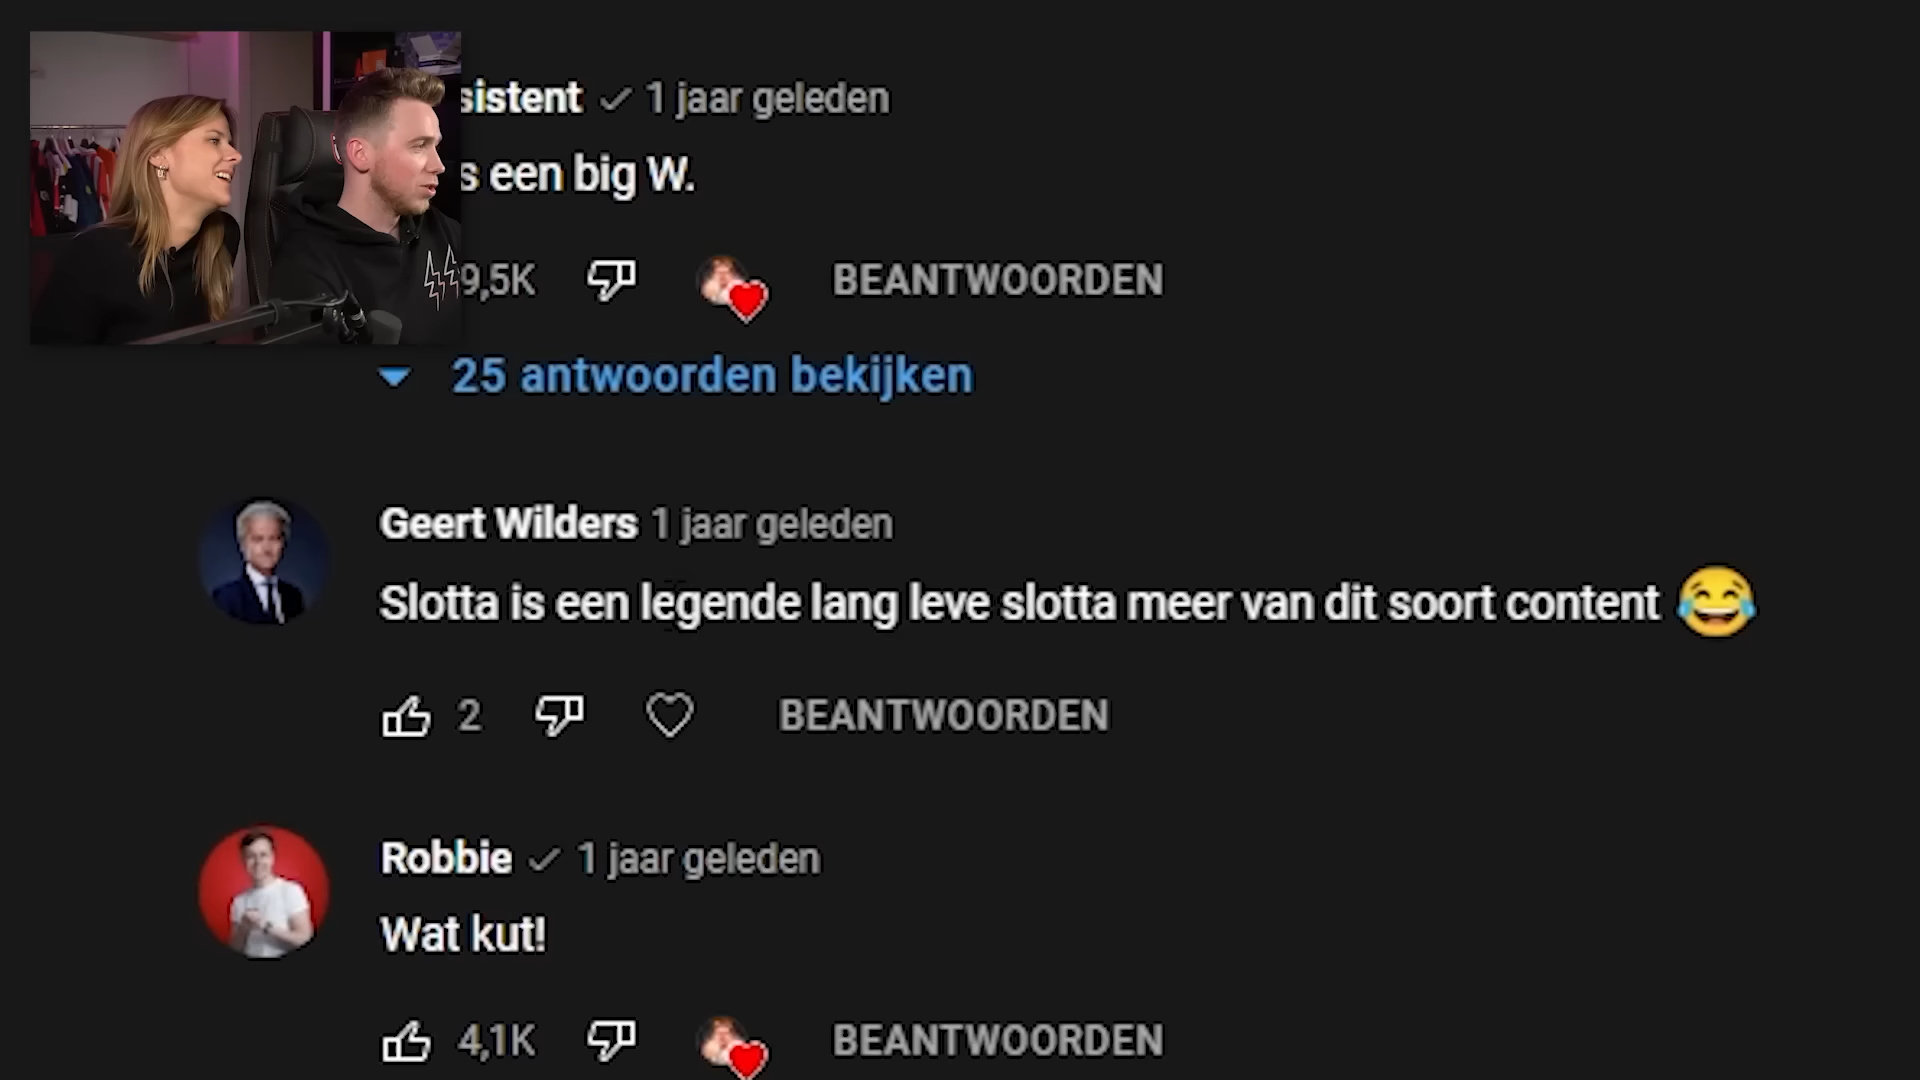 sistent 1 jaar geleden
s een big W.
9,5K BEANTWOORDEN
25 antwoorden bekijken
Geert Wilders 1 jaar geleden
Slotta is een legende lang leve slotta meer van dit soort content 😂
2 BEANTWOORDEN
Robbie 1 jaar geleden
Wat kut!
4,1K BEANTWOORDEN